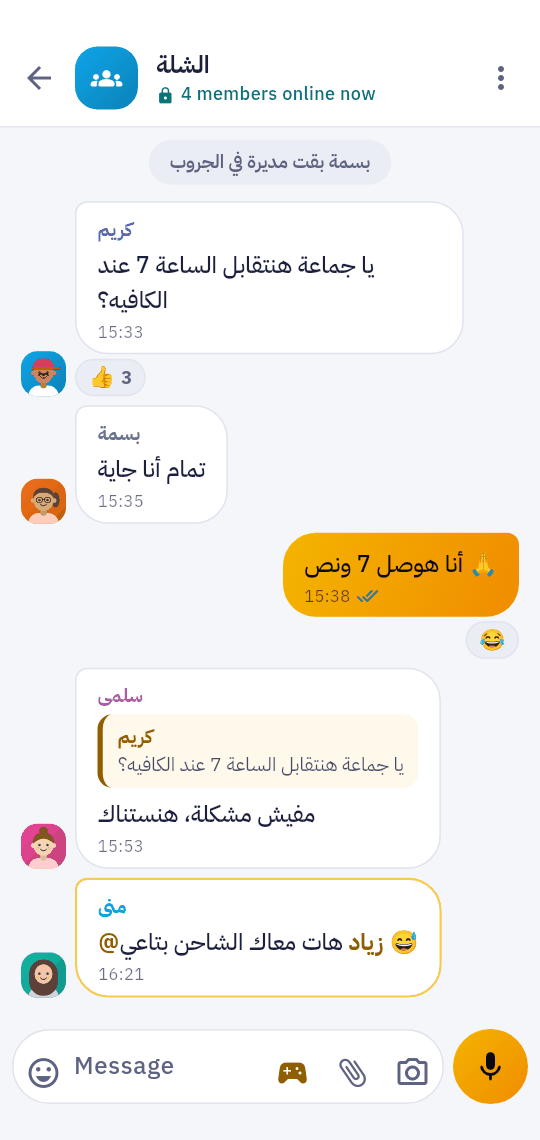 الشلة
4 members online now
بسمة بقت مديرة في الجروب
كريم
يا جماعة هنتقابل الساعة 7 عند
الكافيه؟
15:33
👍 3
بسمة
تمام أنا جاية
15:35
أنا هوصل 7 ونص 🙏
15:38
😂
سلمى
كريم
يا جماعة هنتقابل الساعة 7 عند الكافيه؟
مفيش مشكلة، هنستناك
15:53
منى
@زياد هات معاك الشاحن بتاعي 😅
16:21
Message